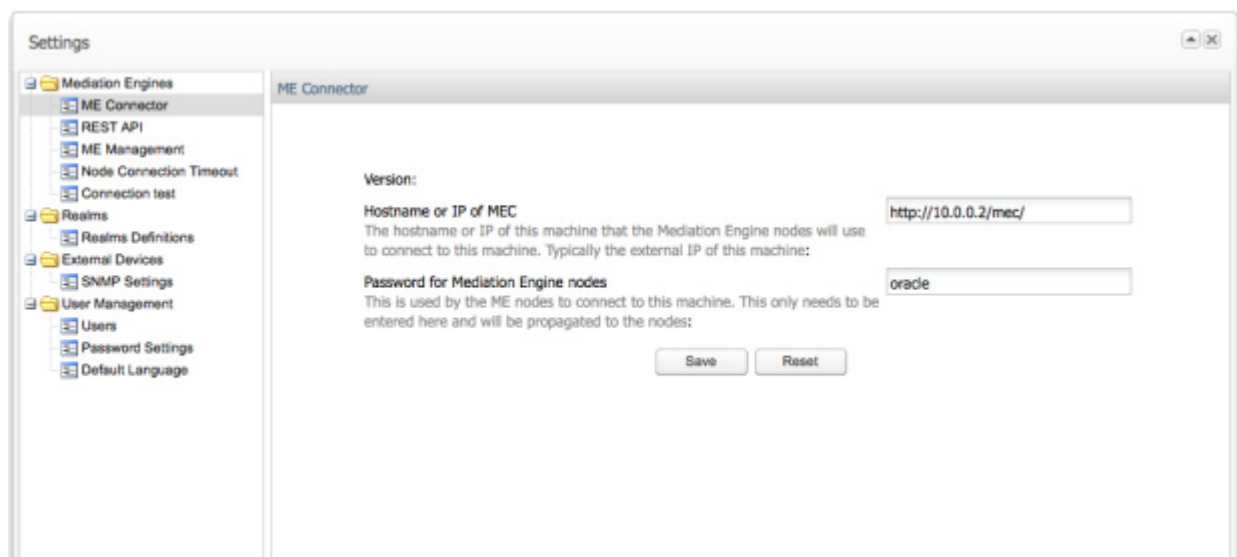 Settings
Mediation Engines
ME Connector
REST API
ME Management
Node Connection Timeout
Connection test
Realms
Realms Definitions
External Devices
SNMP Settings
User Management
Users
Password Settings
Default Language
ME Connector
Version:
Hostname or IP of MEC
http://10.0.0.2/mec/
The hostname or IP of this machine that the Mediation Engine nodes will use
to connect to this machine. Typically the external IP of this machine:
Password for Mediation Engine nodes
oracle
This is used by the ME nodes to connect to this machine. This only needs to be
entered here and will be propagated to the nodes:
Save
Reset